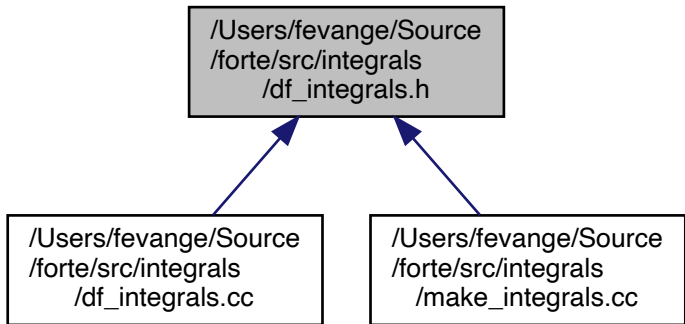 /Users/fevange/Source
/forte/src/integrals
/df_integrals.h
/Users/fevange/Source
/forte/src/integrals
/df_integrals.cc
/Users/fevange/Source
/forte/src/integrals
/make_integrals.cc